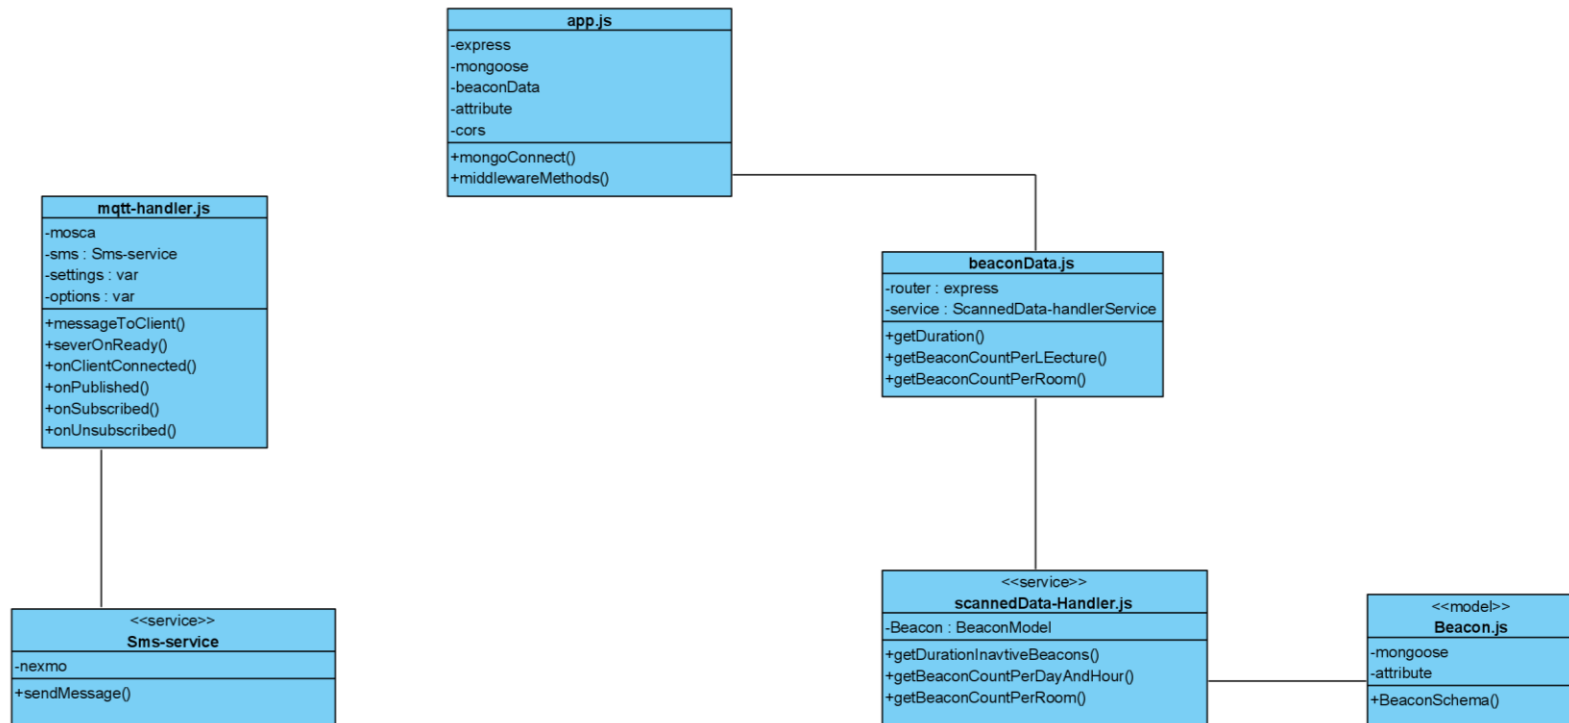 app.js
-express
-mongoose
-beaconData
-attribute
-cors
+mongoConnect()
+middlewareMethods()
mqtt-handler.js
-mosca
-sms : Sms-service
-settings : var
-options : var
+messageToClient()
+severOnReady()
+onClientConnected()
+onPublished()
+onSubscribed()
+onUnsubscribed()
beaconData.js
-router : express
-service : ScannedData-handlerService
+getDuration()
+getBeaconCountPerLEecture()
+getBeaconCountPerRoom()
<<service>>
Sms-service
-nexmo
+sendMessage()
<<service>>
scannedData-Handler.js
-Beacon : BeaconModel
+getDurationInavtiveBeacons()
+getBeaconCountPerDayAndHour()
+getBeaconCountPerRoom()
<<model>>
Beacon.js
-mongoose
-attribute
+BeaconSchema()